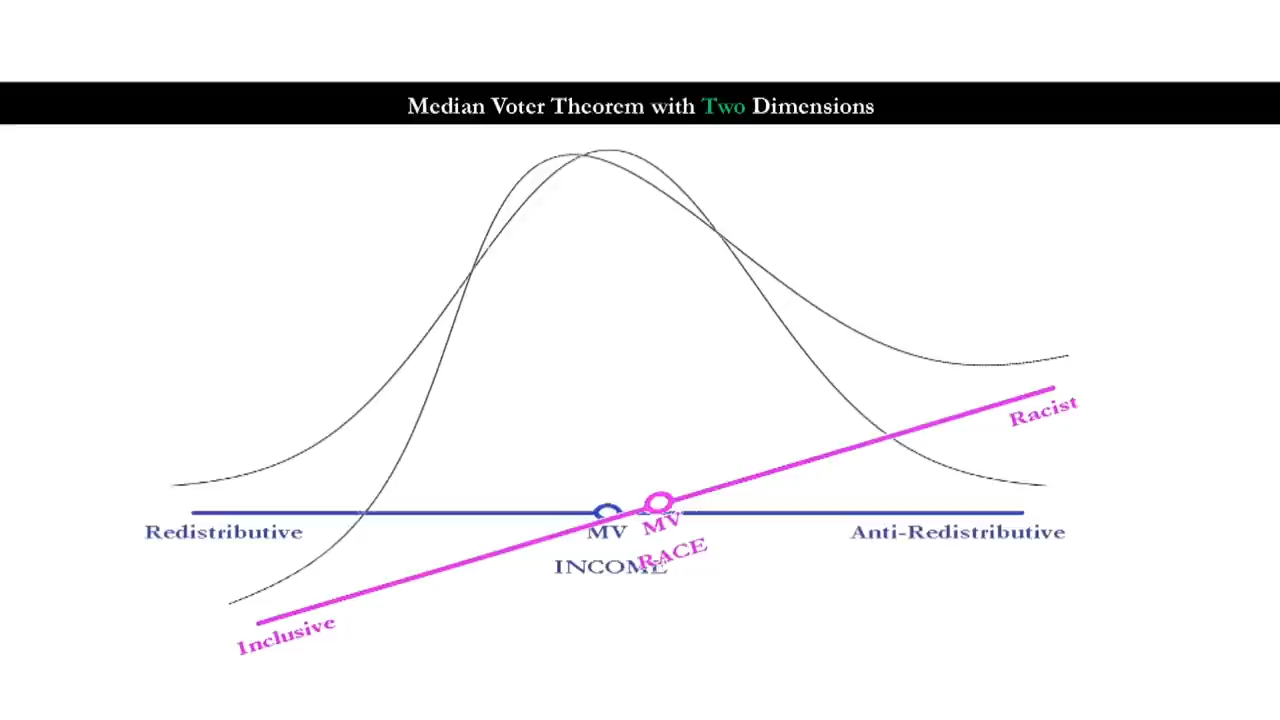 Median Voter Theorem with Two Dimensions
Racist
Redistributive
MV
MV
Anti-Redistributive
INCOME
RACE
Inclusive